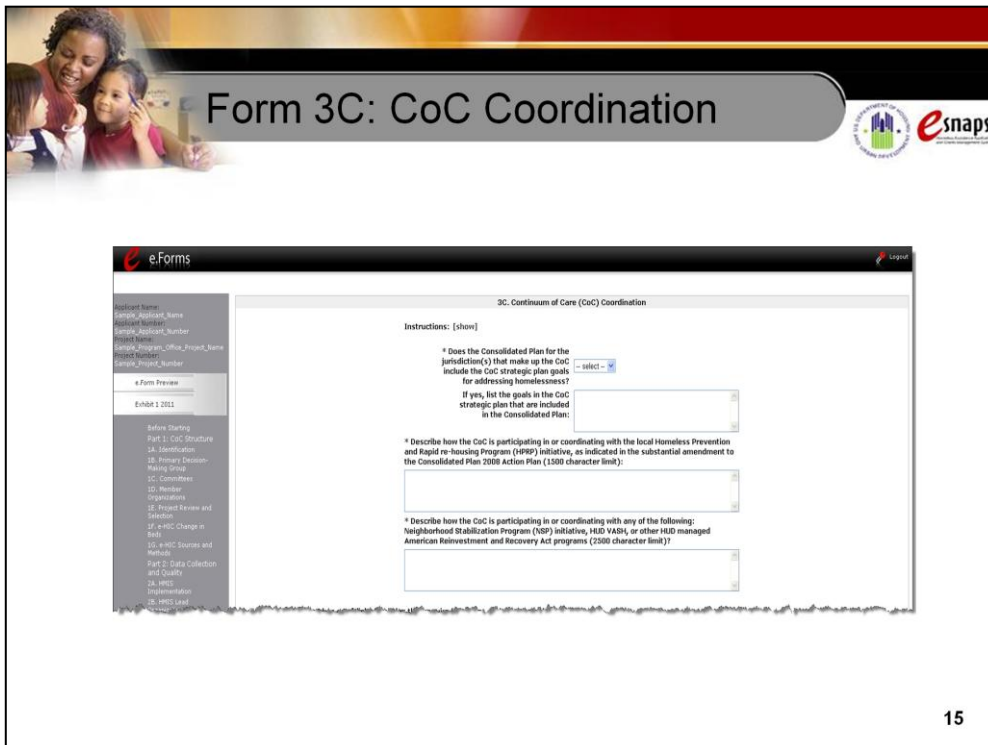 Form 3C: CoC Coordination
esnaps
e e.Forms
Logout
Applicant Name:
Sample_Applicant_Name
Applicant Number:
Sample_Applicant_Number
Project Name:
Sample_Program_Office_Project_Name
Project Number:
Sample_Project_Number
e.Form Preview
Exhibit 1 2011
Before Starting
Part 1: CoC Structure
1A. Identification
1B. Primary Decision-
Making Group
1C. Committees
1D. Member
Organizations
1E. Project Review and
Selection
1F. e-HIC Change in
Beds
1G. e-HIC Sources and
Methods
Part 2: Data Collection
and Quality
2A. HMIS
Implementation
2B. HMIS Lead
3C. Continuum of Care (CoC) Coordination
Instructions: [show]
* Does the Consolidated Plan for the
jurisdiction(s) that make up the CoC
include the CoC strategic plan goals
for addressing homelessness?
-- select --
If yes, list the goals in the CoC
strategic plan that are included
in the Consolidated Plan:
* Describe how the CoC is participating in or coordinating with the local Homeless Prevention
and Rapid re-housing Program (HPRP) initiative, as indicated in the substantial amendment to
the Consolidated Plan 2008 Action Plan (1500 character limit):
* Describe how the CoC is participating in or coordinating with any of the following:
Neighborhood Stabilization Program (NSP) initiative, HUD VASH, or other HUD managed
American Reinvestment and Recovery Act programs (2500 character limit)?
15